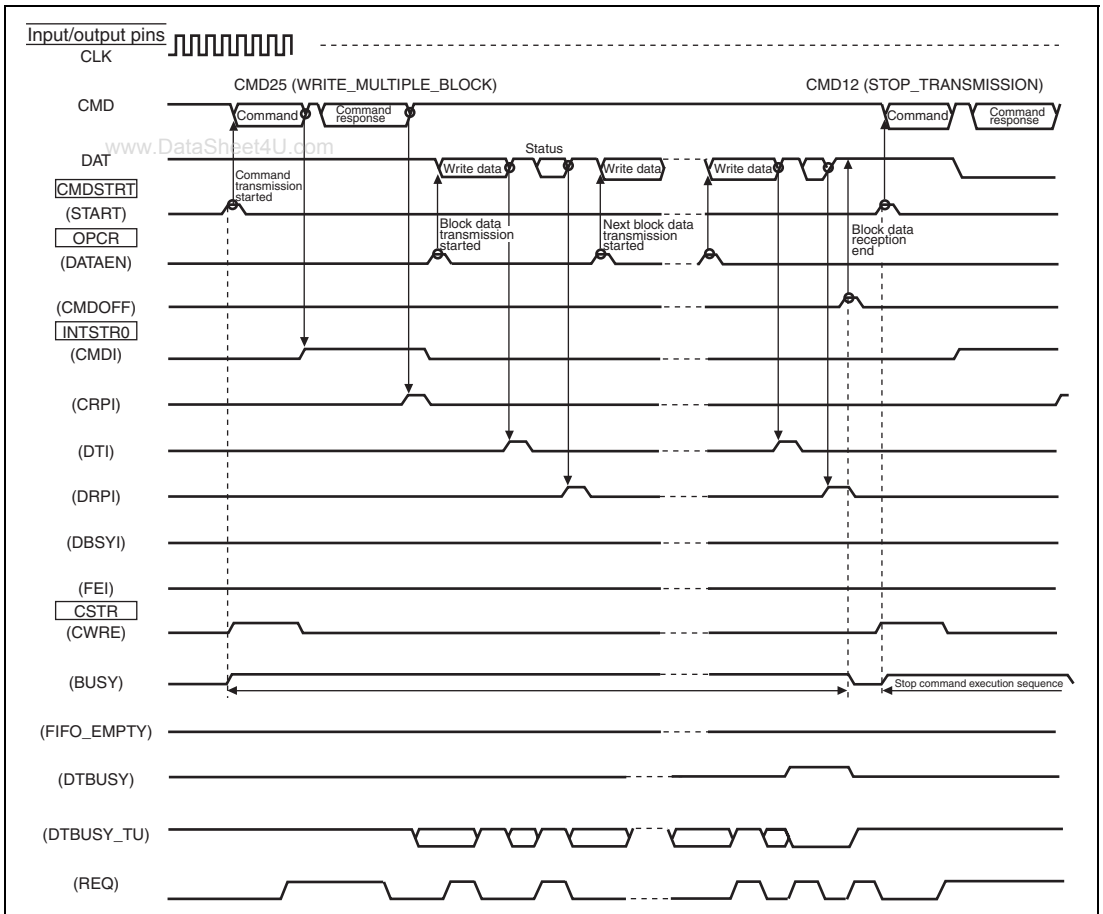 Input/output pins
CLK
CMD25 (WRITE_MULTIPLE_BLOCK)
CMD12 (STOP_TRANSMISSION)
CMD
Command
Command
response
Command
Command
response
www.DataSheet4U.com
Status
DAT
Write data
Write data
Write data
CMDSTRT
Command
transmission
started
(START)
OPCR
Block data
transmission
started
Next block data
transmission
started
Block data
reception
end
(DATAEN)
(CMDOFF)
INTSTR0
(CMDI)
(CRPI)
(DTI)
(DRPI)
(DBSYI)
(FEI)
CSTR
(CWRE)
(BUSY)
Stop command execution sequence
(FIFO_EMPTY)
(DTBUSY)
(DTBUSY_TU)
(REQ)